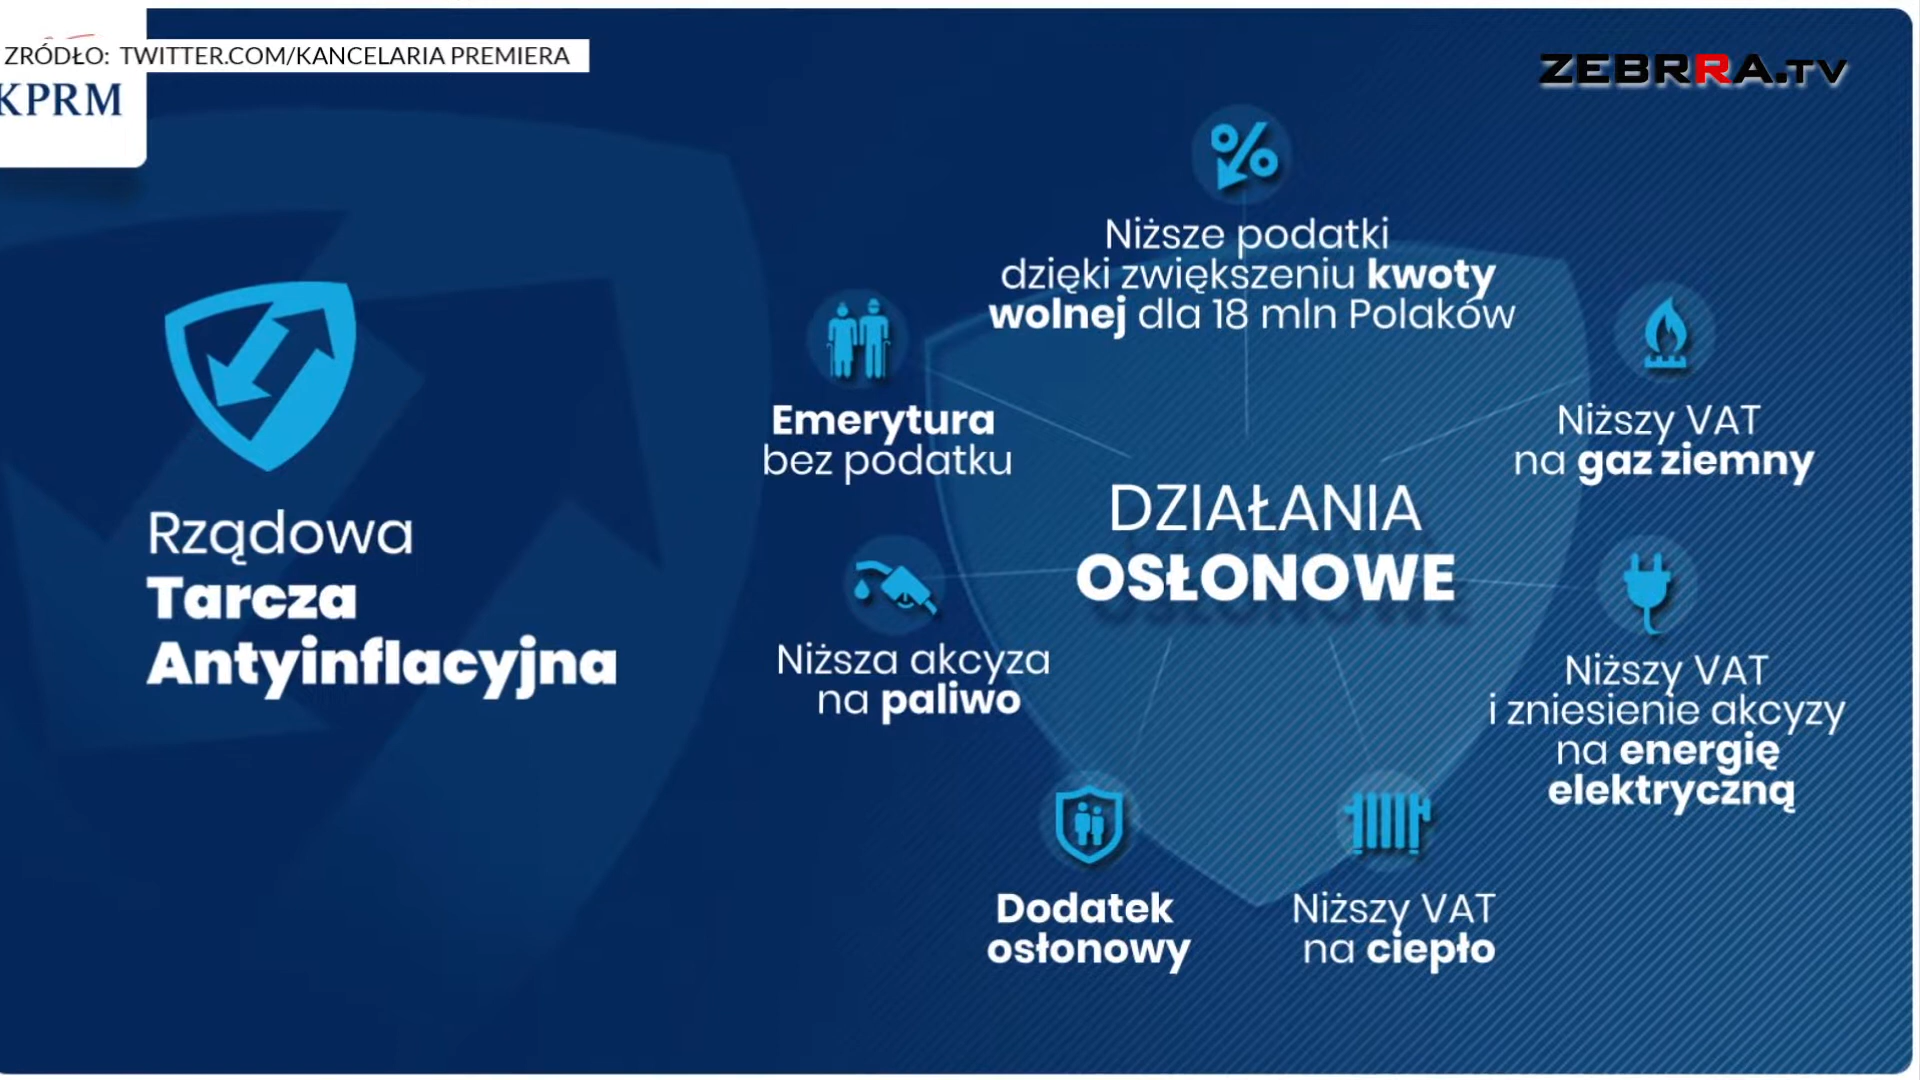 ZRÓDŁO: TWITTER.COM/KANCELARIA PREMIERA
KPRM
ZEBRRA.TV
Rządowa
Tarcza
Antyinflacyjna
Niższe podatki
dzięki zwiększeniu kwoty
wolnej dla 18 mln Polaków
Emerytura
bez podatku
Niższy VAT
na gaz ziemny
DZIAŁANIA
OSŁONOWE
Niższa akcyza
na paliwo
Niższy VAT
i zniesienie akcyzy
na energię
elektryczną
Dodatek
osłonowy
Niższy VAT
na ciepło